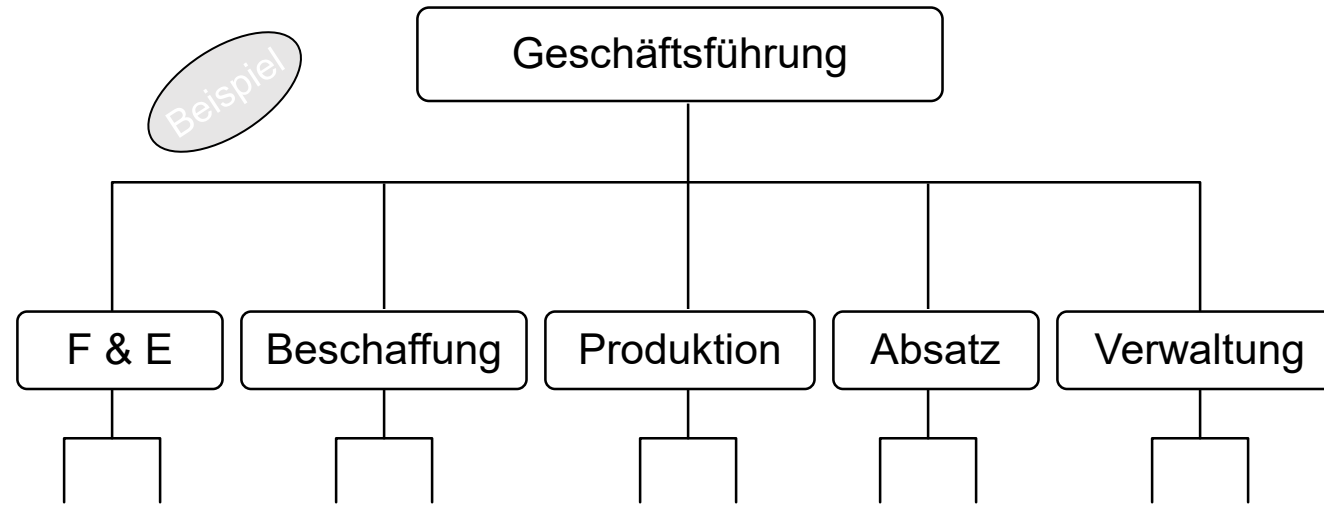 Geschäftsführung
Beispiel
F & E
Beschaffung
Produktion
Absatz
Verwaltung